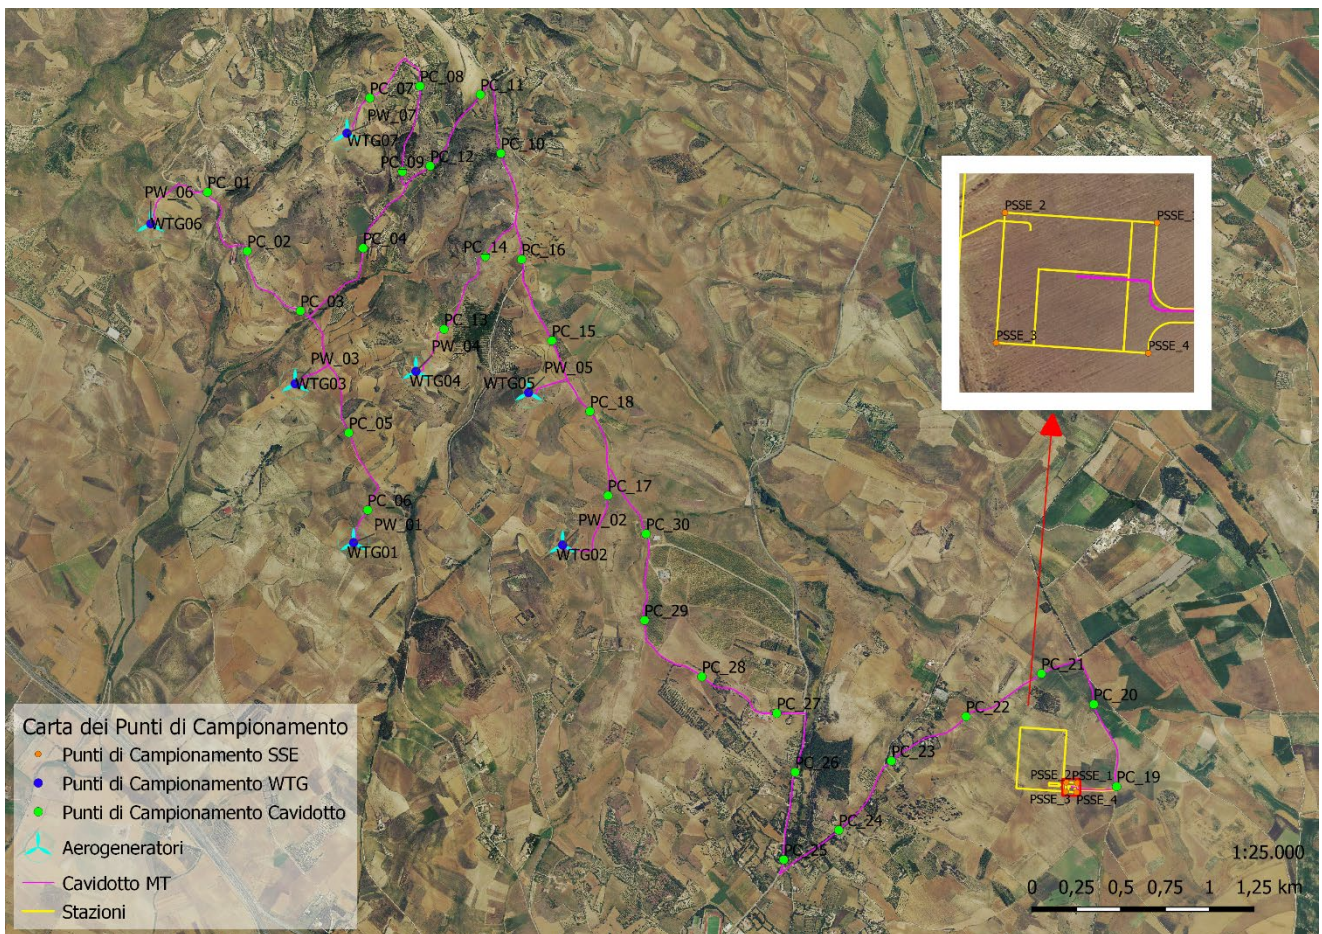 PC_08
PC_07
PC_11
PW_07
WTG07
PC_10
PC_12
PC_09
PW_06
PC_01
WTG06
PC_02
PC_04
PC_14
PC_16
PC_03
PC_13
PC_15
PW_04
PW_03
PW_05
WTG03
WTG04
WTG05
PC_18
PC_05
PC_17
PC_06
PW_01
PW_02
PC_30
WTG01
WTG02
PC_29
PC_28
PC_27
PC_26
PC_25
PC_24
PC_23
PC_22
PC_21
PC_20
PC_19
PSSE_2
PSSE_1
PSSE_3
PSSE_4
PSSE_2
PSSE_1
PSSE_3
PSSE_4
Carta dei Punti di Campionamento
Punti di Campionamento SSE
Punti di Campionamento WTG
Punti di Campionamento Cavidotto
Aerogeneratori
Cavidotto MT
Stazioni
1:25.000
0 0,25 0,5 0,75 1 1,25 km